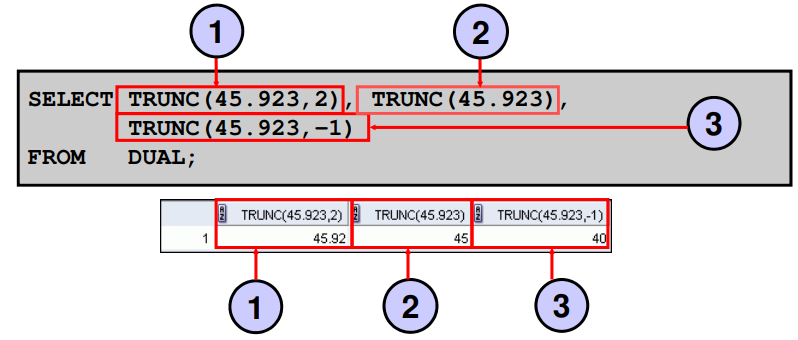 1 2
SELECT TRUNC(45.923,2), TRUNC(45.923),
TRUNC(45.923,-1) 3
FROM DUAL;
TRUNC(45.923,2) TRUNC(45.923) TRUNC(45.923,-1)
1 45.92 45 40
1 2 3